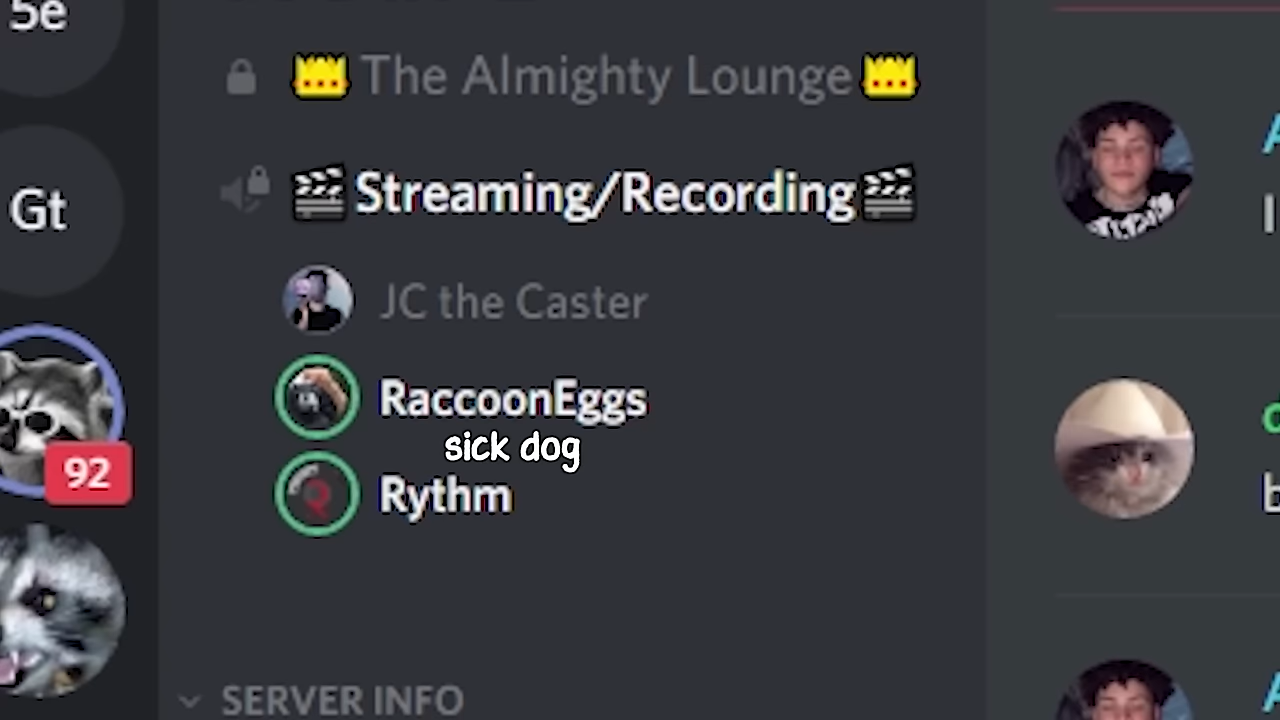 5e
👑The Almighty Lounge👑
Gt
🎬Streaming/Recording🎬
JC the Caster
RaccoonEggs
sick dog
92
Rythm
SERVER INFO